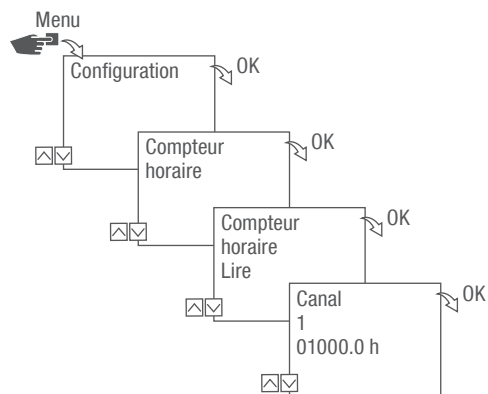 Menu
Configuration
OK
Compteur
horaire
OK
Compteur
horaire
Lire
OK
Canal
1
01000.0 h
OK